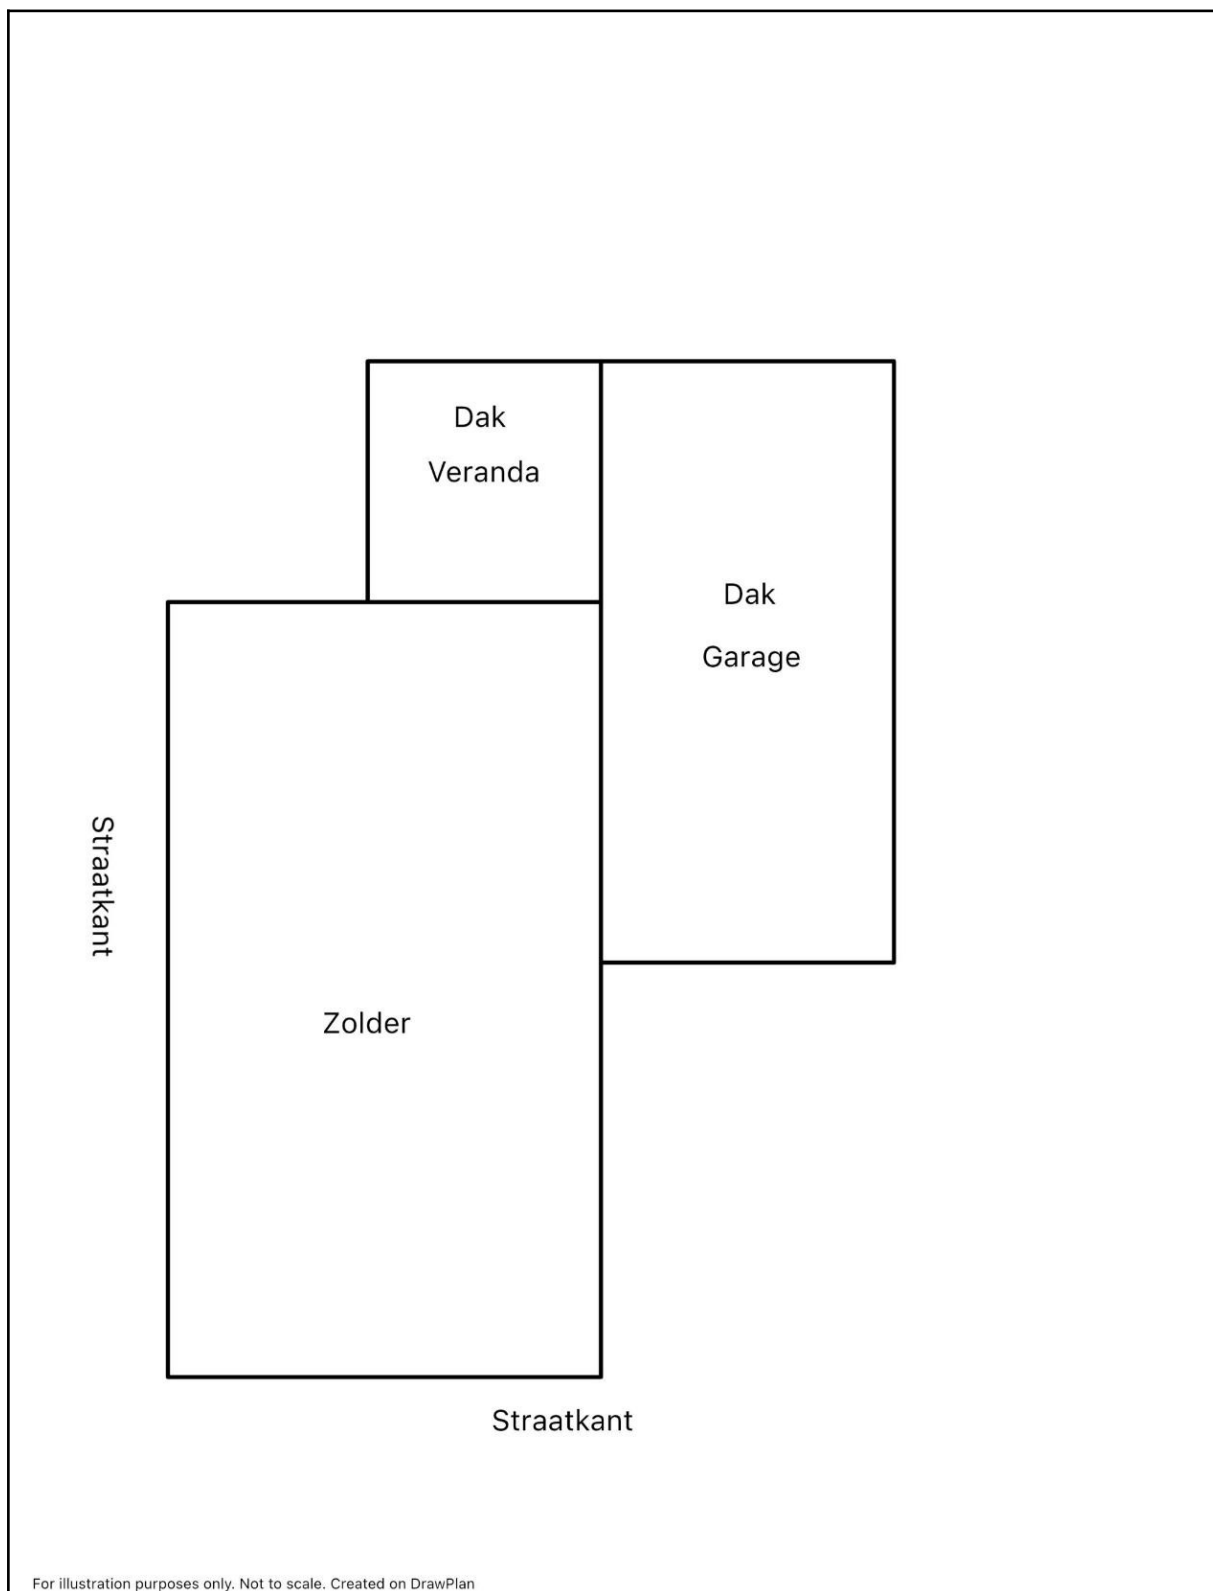 Dak
Veranda
Dak
Garage
Straatkant
Zolder
Straatkant
For illustration purposes only. Not to scale. Created on DrawPlan